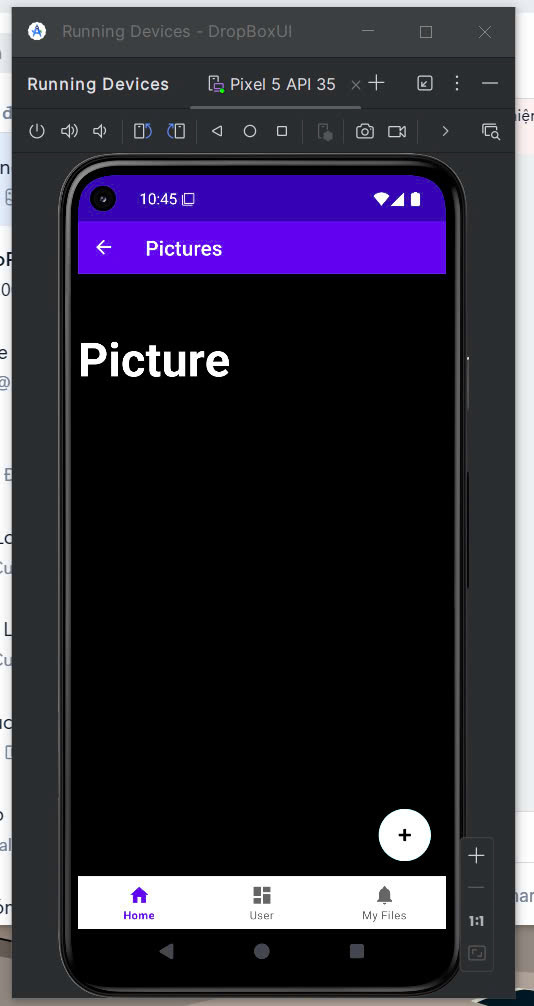 Running Devices - DropBoxUI
Running Devices
Pixel 5 API 35
10:45
Pictures
Picture
+
Home
User
My Files
1:1